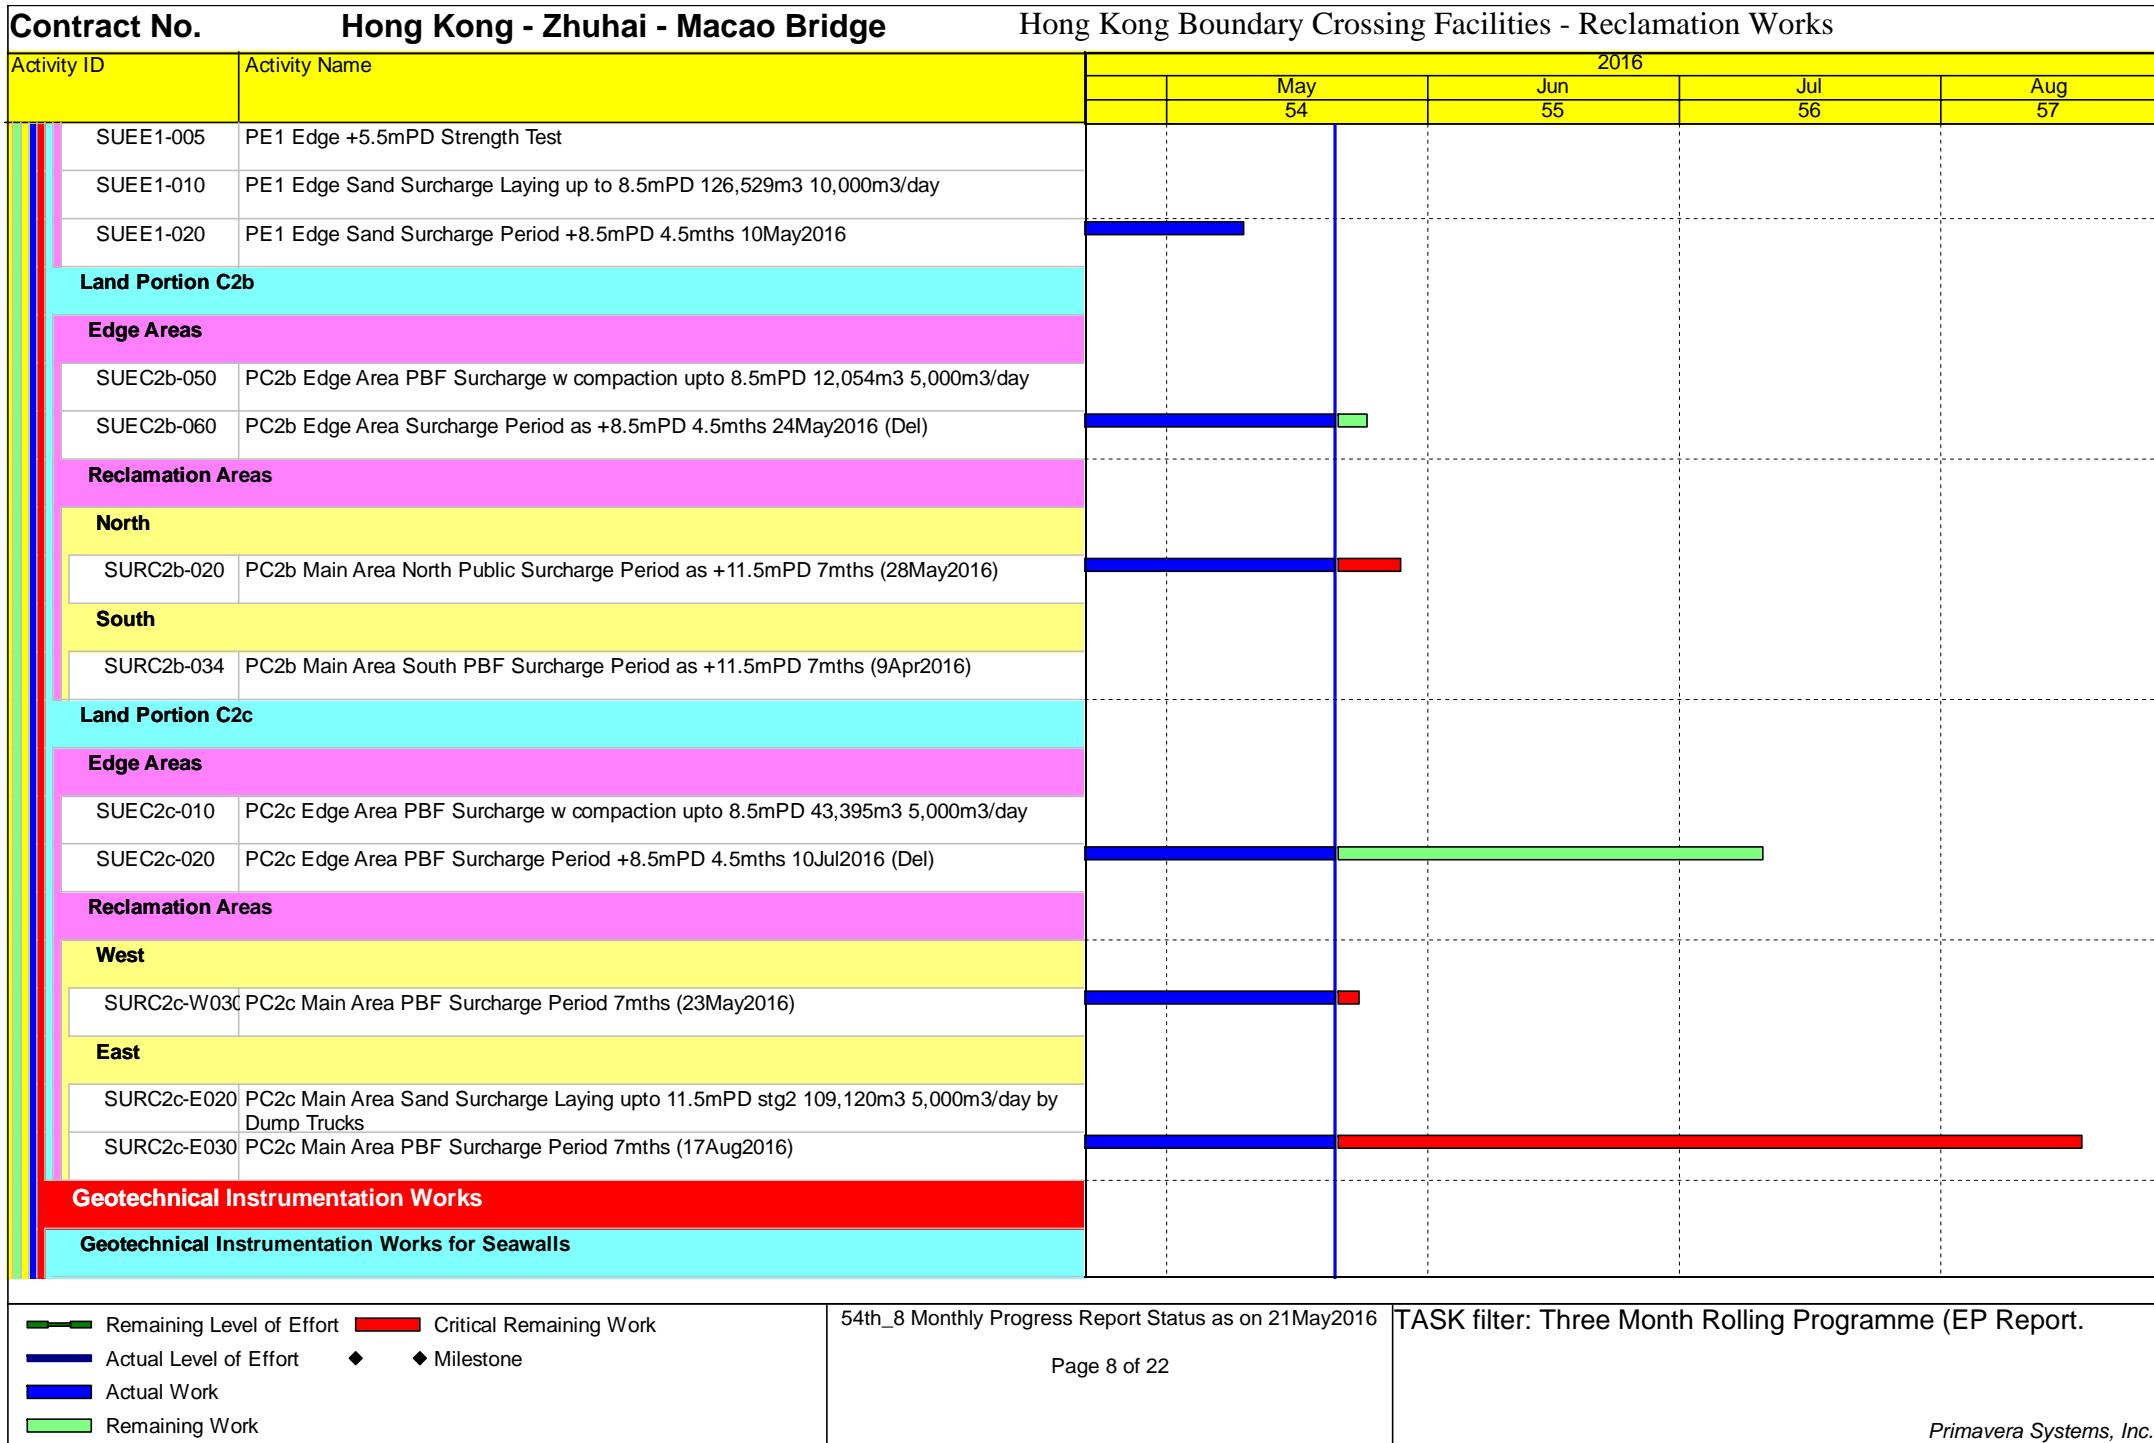 Contract No. Hong Kong - Zhuhai - Macao Bridge Hong Kong Boundary Crossing Facilities - Reclamation Works
Activity ID Activity Name 2016
May Jun Jul Aug
54 55 56 57
SUEE1-005 PE1 Edge +5.5mPD Strength Test
SUEE1-010 PE1 Edge Sand Surcharge Laying up to 8.5mPD 126,529m3 10,000m3/day
SUEE1-020 PE1 Edge Sand Surcharge Period +8.5mPD 4.5mths 10May2016
Land Portion C2b
Edge Areas
SUEC2b-050 PC2b Edge Area PBF Surcharge w compaction upto 8.5mPD 12,054m3 5,000m3/day
SUEC2b-060 PC2b Edge Area Surcharge Period as +8.5mPD 4.5mths 24May2016 (Del)
Reclamation Areas
North
SURC2b-020 PC2b Main Area North Public Surcharge Period as +11.5mPD 7mths (28May2016)
South
SURC2b-034 PC2b Main Area South PBF Surcharge Period as +11.5mPD 7mths (9Apr2016)
Land Portion C2c
Edge Areas
SUEC2c-010 PC2c Edge Area PBF Surcharge w compaction upto 8.5mPD 43,395m3 5,000m3/day
SUEC2c-020 PC2c Edge Area PBF Surcharge Period +8.5mPD 4.5mths 10Jul2016 (Del)
Reclamation Areas
West
SURC2c-W030 PC2c Main Area PBF Surcharge Period 7mths (23May2016)
East
SURC2c-E020 PC2c Main Area Sand Surcharge Laying upto 11.5mPD stg2 109,120m3 5,000m3/day by
Dump Trucks
SURC2c-E030 PC2c Main Area PBF Surcharge Period 7mths (17Aug2016)
Geotechnical Instrumentation Works
Geotechnical Instrumentation Works for Seawalls
Remaining Level of Effort Critical Remaining Work
Actual Level of Effort Milestone
Actual Work
Remaining Work
54th_8 Monthly Progress Report Status as on 21May2016
Page 8 of 22
TASK filter: Three Month Rolling Programme (EP Report.
Primavera Systems, Inc.